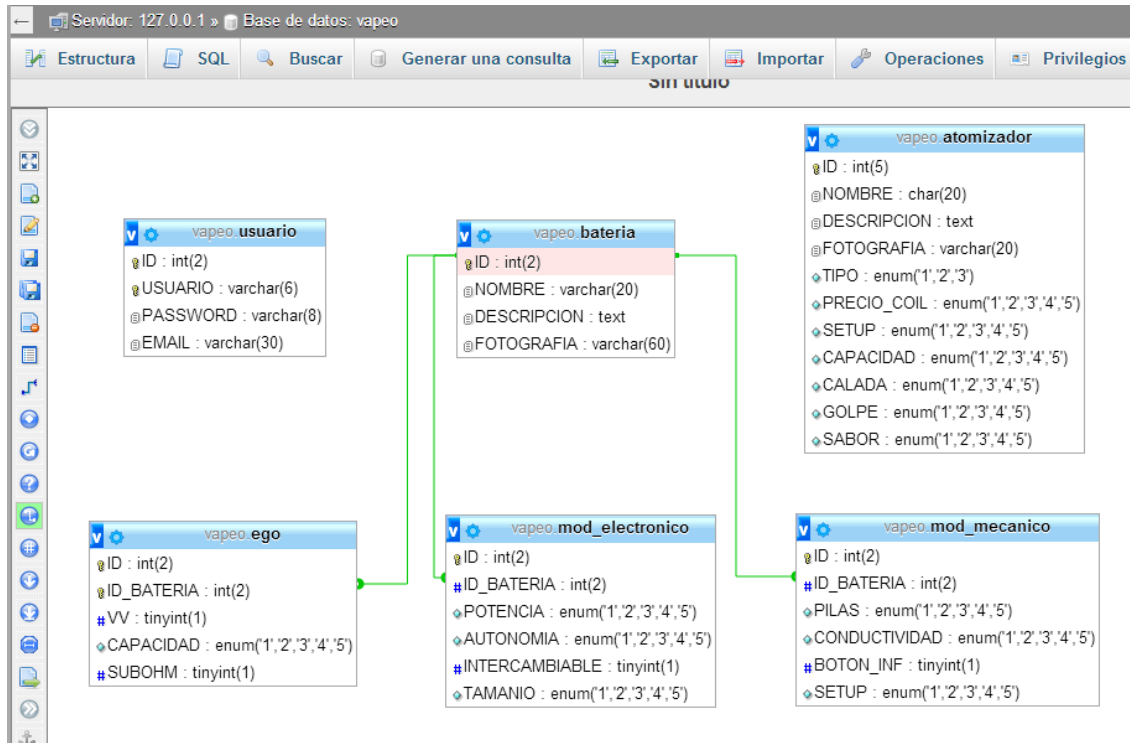 Servidor: 127.0.0.1 » Base de datos: vapeo
Estructura SQL Buscar Generar una consulta Exportar Importar Operaciones Privilegios
Sin título
vapeo.atomizador
ID : int(5)
NOMBRE : char(20)
DESCRIPCION : text
FOTOGRAFIA : varchar(20)
TIPO : enum('1','2','3')
PRECIO_COIL : enum('1','2','3','4','5')
SETUP : enum('1','2','3','4','5')
CAPACIDAD : enum('1','2','3','4','5')
CALADA : enum('1','2','3','4','5')
GOLPE : enum('1','2','3','4','5')
SABOR : enum('1','2','3','4','5')
vapeo.usuario
ID : int(2)
USUARIO : varchar(6)
PASSWORD : varchar(8)
EMAIL : varchar(30)
vapeo.bateria
ID : int(2)
NOMBRE : varchar(20)
DESCRIPCION : text
FOTOGRAFIA : varchar(60)
vapeo.ego
ID : int(2)
ID_BATERIA : int(2)
VV : tinyint(1)
CAPACIDAD : enum('1','2','3','4','5')
SUBOHM : tinyint(1)
vapeo.mod_electronico
ID : int(2)
ID_BATERIA : int(2)
POTENCIA : enum('1','2','3','4','5')
AUTONOMIA : enum('1','2','3','4','5')
INTERCAMBIABLE : tinyint(1)
TAMANIO : enum('1','2','3','4','5')
vapeo.mod_mecanico
ID : int(2)
ID_BATERIA : int(2)
PILAS : enum('1','2','3','4','5')
CONDUCTIVIDAD : enum('1','2','3','4','5')
BOTON_INF : tinyint(1)
SETUP : enum('1','2','3','4','5')